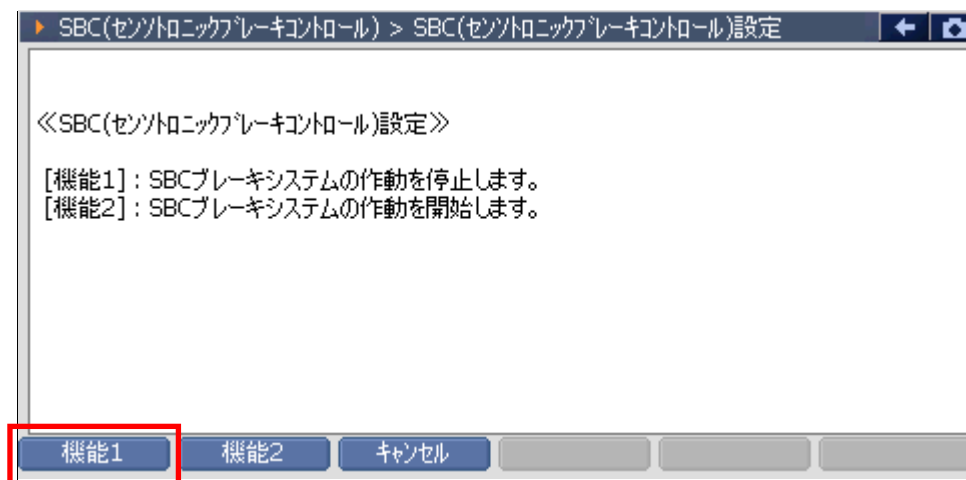 SBC(ｾﾝｿﾄﾛﾆｯｸﾌﾞﾚｰｷｺﾝﾄﾛｰﾙ) > SBC(ｾﾝｿﾄﾛﾆｯｸﾌﾞﾚｰｷｺﾝﾄﾛｰﾙ)設定
≪SBC(ｾﾝｿﾄﾛﾆｯｸﾌﾞﾚｰｷｺﾝﾄﾛｰﾙ)設定≫
[機能1]：SBCブレーキシステムの作動を停止します。
[機能2]：SBCブレーキシステムの作動を開始します。
機能1 機能2 ｷｬﾝｾﾙ